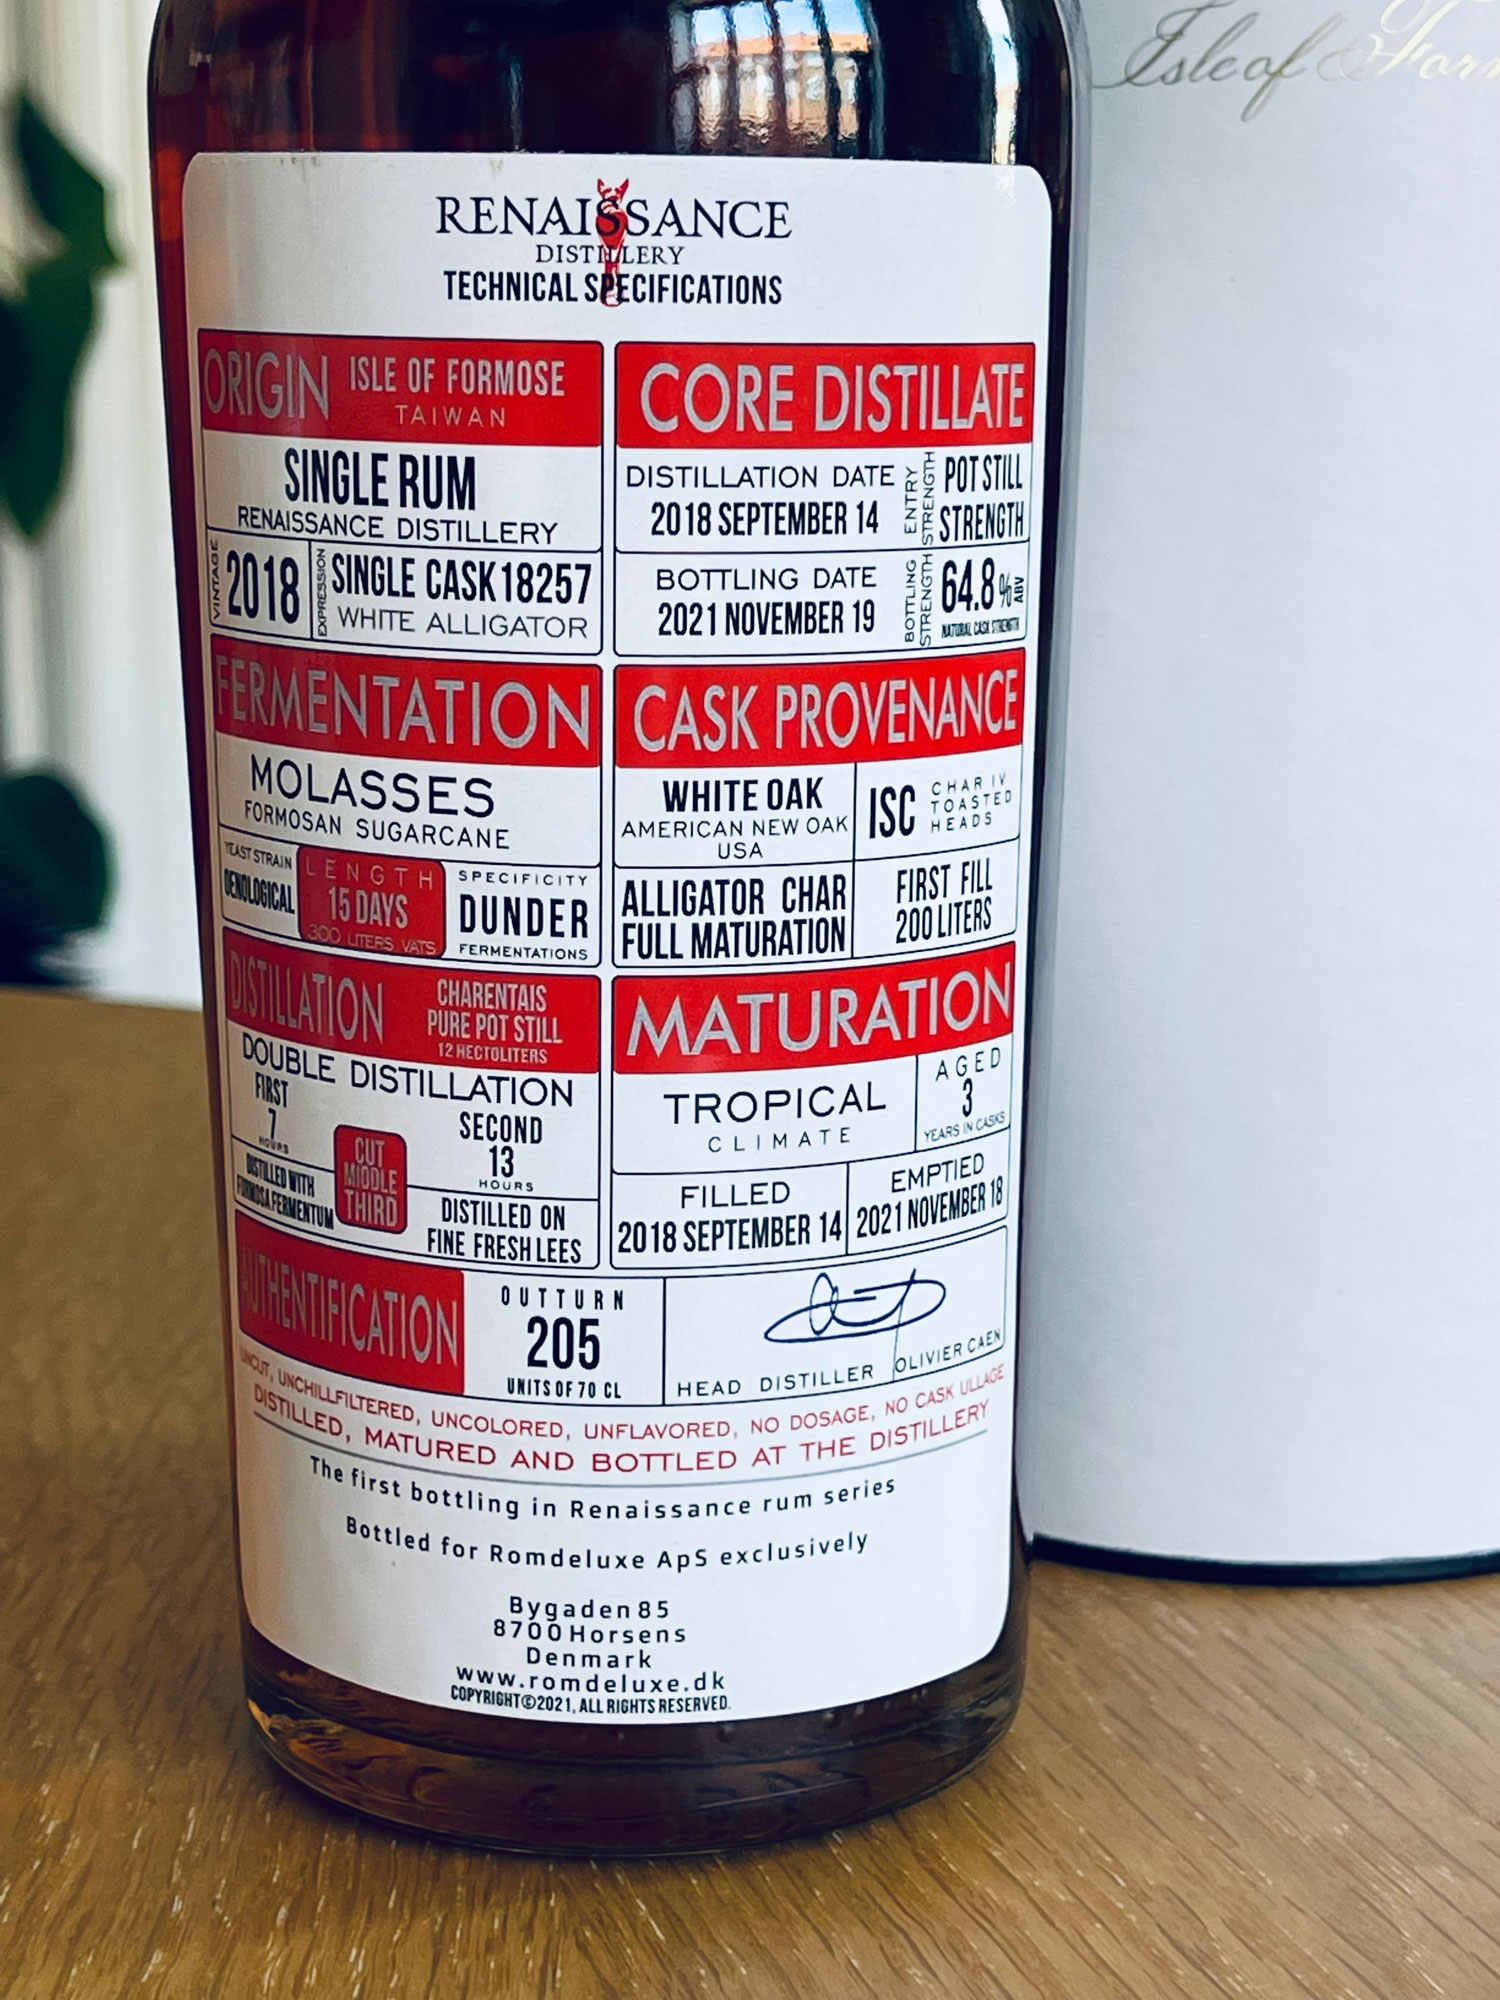 Isle of
RENAISSANCE
DISTILLERY
TECHNICAL SPECIFICATIONS
ORIGIN ISLE OF FORMOSE
TAIWAN
SINGLE RUM
RENAISSANCE DISTILLERY
VINTAGE 2018
EXPRESSION SINGLE CASK 18257
WHITE ALLIGATOR
CORE DISTILLATE
DISTILLATION DATE
2018 SEPTEMBER 14
ENTRY
STRENGTH
POT STILL
STRENGTH
BOTTLING DATE
2021 NOVEMBER 19
BOTTLING
STRENGTH
64.8% ABV
NATURAL CASK STRENGTH
FERMENTATION
MOLASSES
FORMOSAN SUGARCANE
YEAST STRAIN
OENOLOGICAL
LENGTH
15 DAYS
300 LITERS VATS
SPECIFICITY
DUNDER
FERMENTATIONS
CASK PROVENANCE
WHITE OAK
AMERICAN NEW OAK
USA
ISC
CHAR IV
TOASTED
HEADS
ALLIGATOR CHAR
FULL MATURATION
FIRST FILL
200 LITERS
DISTILLATION
CHARENTAIS
PURE POT STILL
12 HECTOLITERS
DOUBLE DISTILLATION
FIRST
7
HOURS
DISTILLED WITH
FORMOSA FERMENTUM
CUT
MIDDLE
THIRD
SECOND
13
HOURS
DISTILLED ON
FINE FRESH LEES
MATURATION
TROPICAL
CLIMATE
AGED
3
YEARS IN CASKS
FILLED
2018 SEPTEMBER 14
EMPTIED
2021 NOVEMBER 18
AUTHENTIFICATION
OUTTURN
205
UNITS OF 70 CL
HEAD DISTILLER OLIVIER CAEN
UNCUT, UNCHILLFILTERED, UNCOLORED, UNFLAVORED, NO DOSAGE, NO CASK ULLAGE
DISTILLED, MATURED AND BOTTLED AT THE DISTILLERY
The first bottling in Renaissance rum series
Bottled for Romdeluxe ApS exclusively
Bygaden 85
8700 Horsens
Denmark
www.romdeluxe.dk
COPYRIGHT©2021, ALL RIGHTS RESERVED.